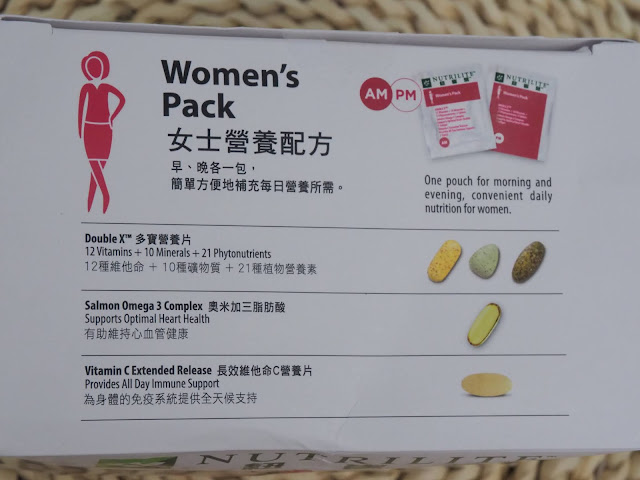 Women's
Pack
女士營養配方
早、晚各一包，
簡單方便地補充每日營養所需。
AM PM
NUTRILITE
Women's Pack
NUTRILITE
Women's Pack
One pouch for morning and
evening, convenient daily
nutrition for women.
Double X™ 多寶營養片
12 Vitamins + 10 Minerals + 21 Phytonutrients
12種維他命 + 10種礦物質 + 21種植物營養素
Salmon Omega 3 Complex 奧米加三脂肪酸
Supports Optimal Heart Health
有助維持心血管健康
Vitamin C Extended Release 長效維他命C營養片
Provides All Day Immune Support
為身體的免疫系統提供全天候支持
NUTRILITE